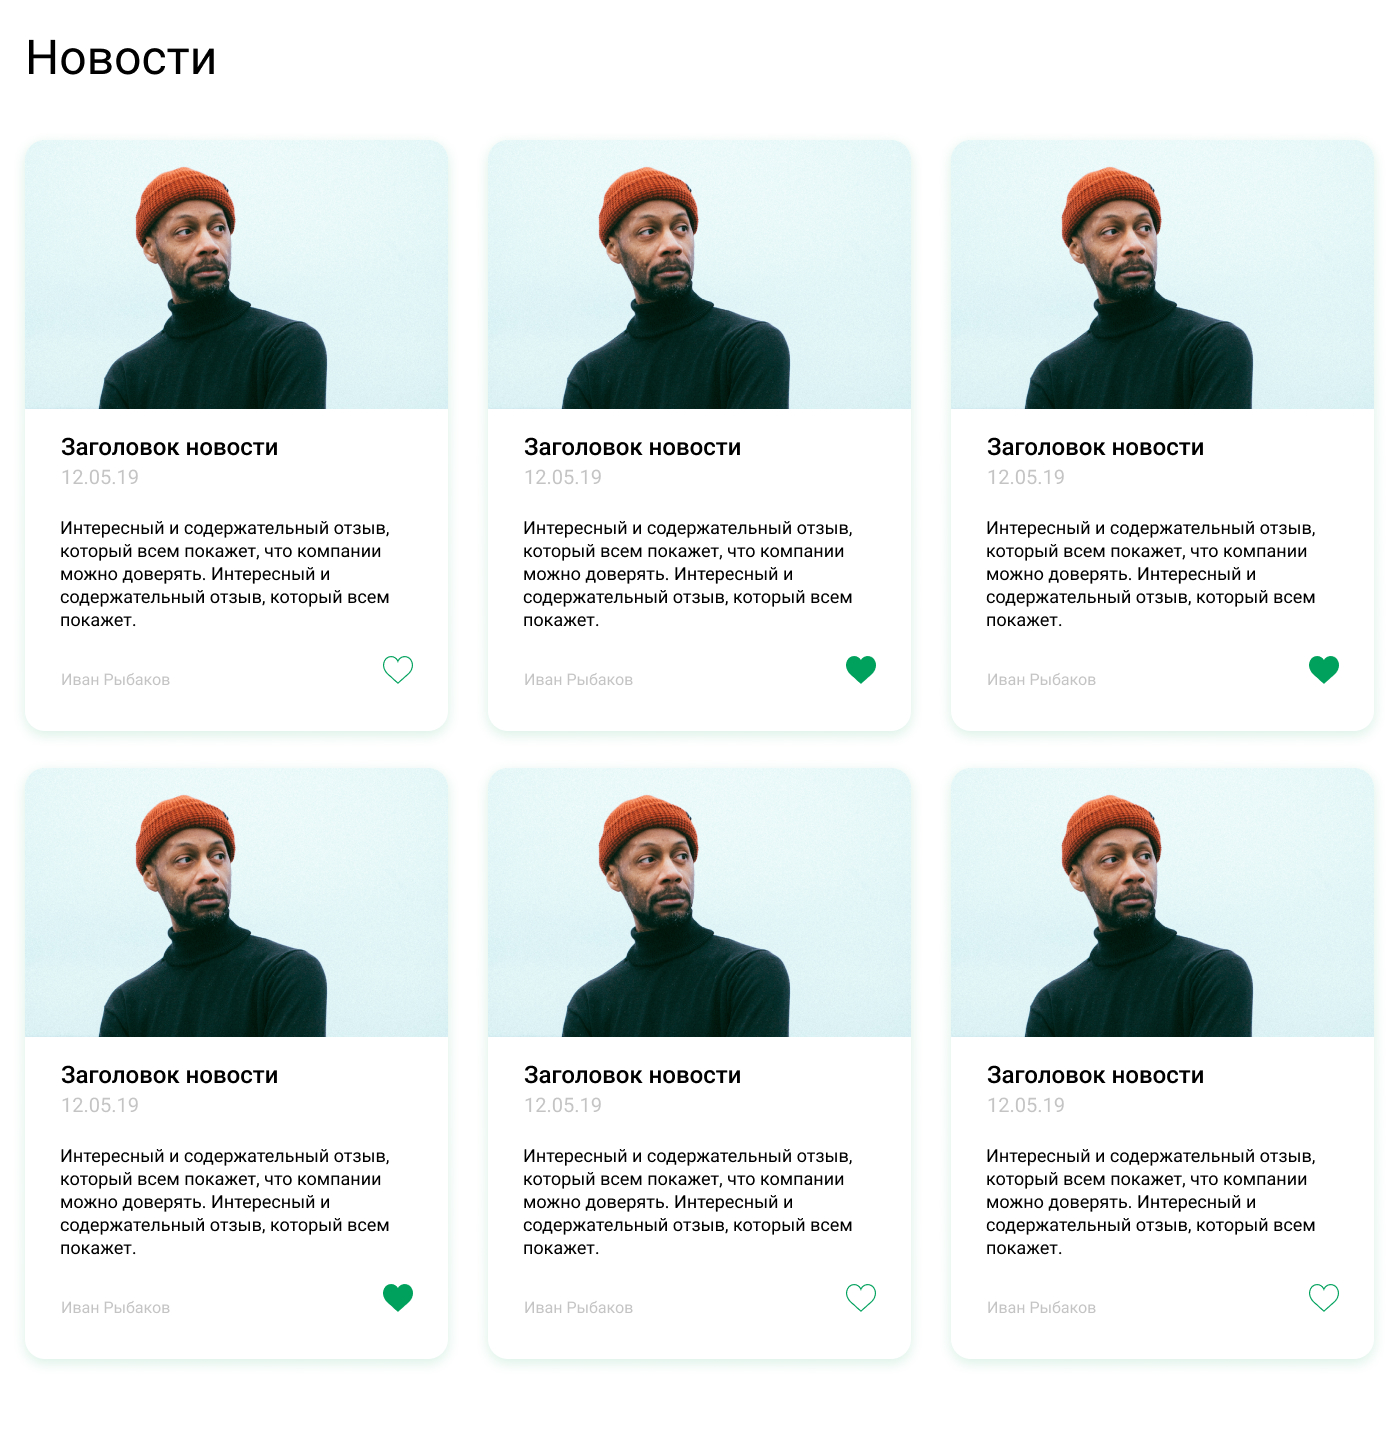 Новости
Заголовок новости
12.05.19
Интересный и содержательный отзыв,
который всем покажет, что компании
можно доверять. Интересный и
содержательный отзыв, который всем
покажет.
Иван Рыбаков
Заголовок новости
12.05.19
Интересный и содержательный отзыв,
который всем покажет, что компании
можно доверять. Интересный и
содержательный отзыв, который всем
покажет.
Иван Рыбаков
Заголовок новости
12.05.19
Интересный и содержательный отзыв,
который всем покажет, что компании
можно доверять. Интересный и
содержательный отзыв, который всем
покажет.
Иван Рыбаков
Заголовок новости
12.05.19
Интересный и содержательный отзыв,
который всем покажет, что компании
можно доверять. Интересный и
содержательный отзыв, который всем
покажет.
Иван Рыбаков
Заголовок новости
12.05.19
Интересный и содержательный отзыв,
который всем покажет, что компании
можно доверять. Интересный и
содержательный отзыв, который всем
покажет.
Иван Рыбаков
Заголовок новости
12.05.19
Интересный и содержательный отзыв,
который всем покажет, что компании
можно доверять. Интересный и
содержательный отзыв, который всем
покажет.
Иван Рыбаков